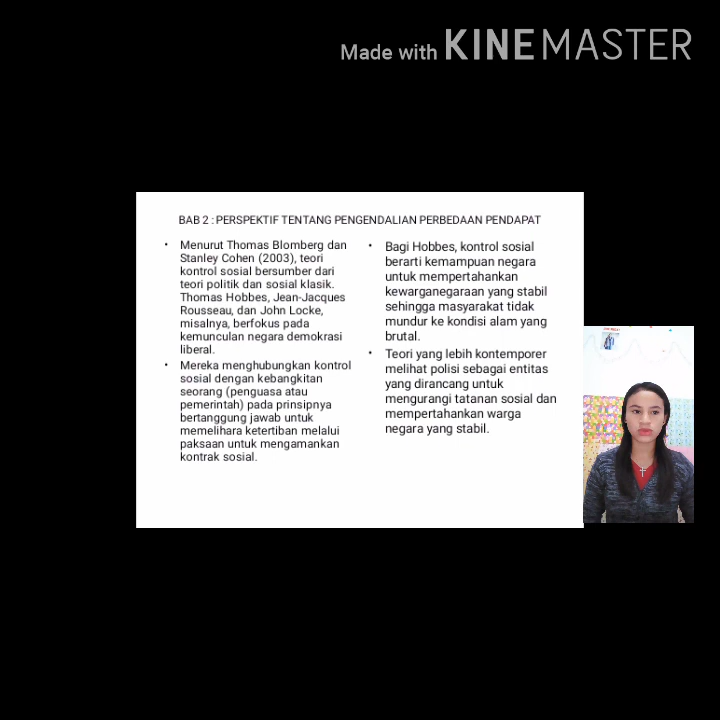 Made with KINEMASTER
BAB 2 : PERSPEKTIF TENTANG PENGENDALIAN PERBEDAAN PENDAPAT
• Menurut Thomas Blomberg dan
Stanley Cohen (2003), teori
kontrol sosial bersumber dari
teori politik dan sosial klasik.
Thomas Hobbes, Jean-Jacques
Rousseau, dan John Locke,
misalnya, berfokus pada
kemunculan negara demokrasi
liberal.
• Mereka menghubungkan kontrol
sosial dengan kebangkitan
seorang (penguasa atau
pemerintah) pada prinsipnya
bertanggung jawab untuk
memelihara ketertiban melalui
paksaan untuk mengamankan
kontrak sosial.
• Bagi Hobbes, kontrol sosial
berarti kemampuan negara
untuk mempertahankan
kewarganegaraan yang stabil
sehingga masyarakat tidak
mundur ke kondisi alam yang
brutal.
• Teori yang lebih kontemporer
melihat polisi sebagai entitas
yang dirancang untuk
mengurangi tatanan sosial dan
mempertahankan warga
negara yang stabil.